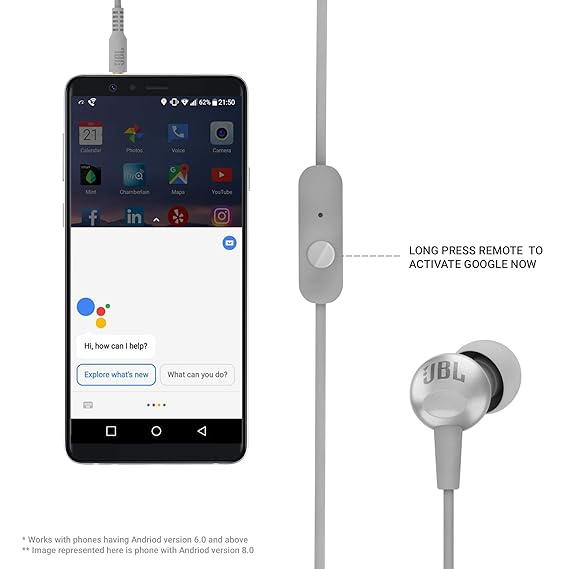 JBL
62% 21:50
21
Calendar Photos Voice Camera
Mint Chamberlain Maps YouTube
Hi, how can I help?
Explore what's new What can you do?
LONG PRESS REMOTE TO
ACTIVATE GOOGLE NOW
JBL
* Works with phones having Andriod version 6.0 and above
** Image represented here is phone with Andriod version 8.0